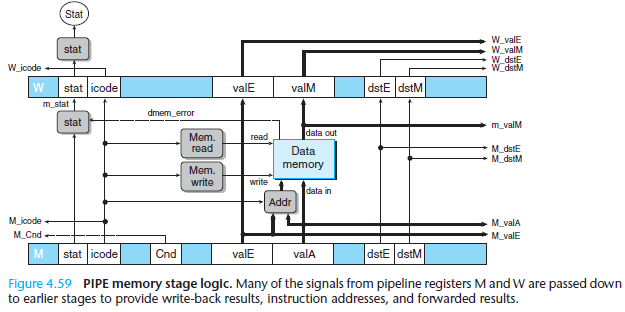 Stat
stat
W_valE
W_valM
W_dstE
W_dstM
W_icode
W stat icode valE valM dstE dstM
m_stat
stat
dmem_error
m_valM
Mem.
read
read
data out
Data
memory
M_dstE
M_dstM
Mem.
write
write
data in
Addr
M_icode
M_Cnd
M_valA
M_valE
M stat icode Cnd valE valA dstE dstM
Figure 4.59 PIPE memory stage logic. Many of the signals from pipeline registers M and W are passed down
to earlier stages to provide write-back results, instruction addresses, and forwarded results.